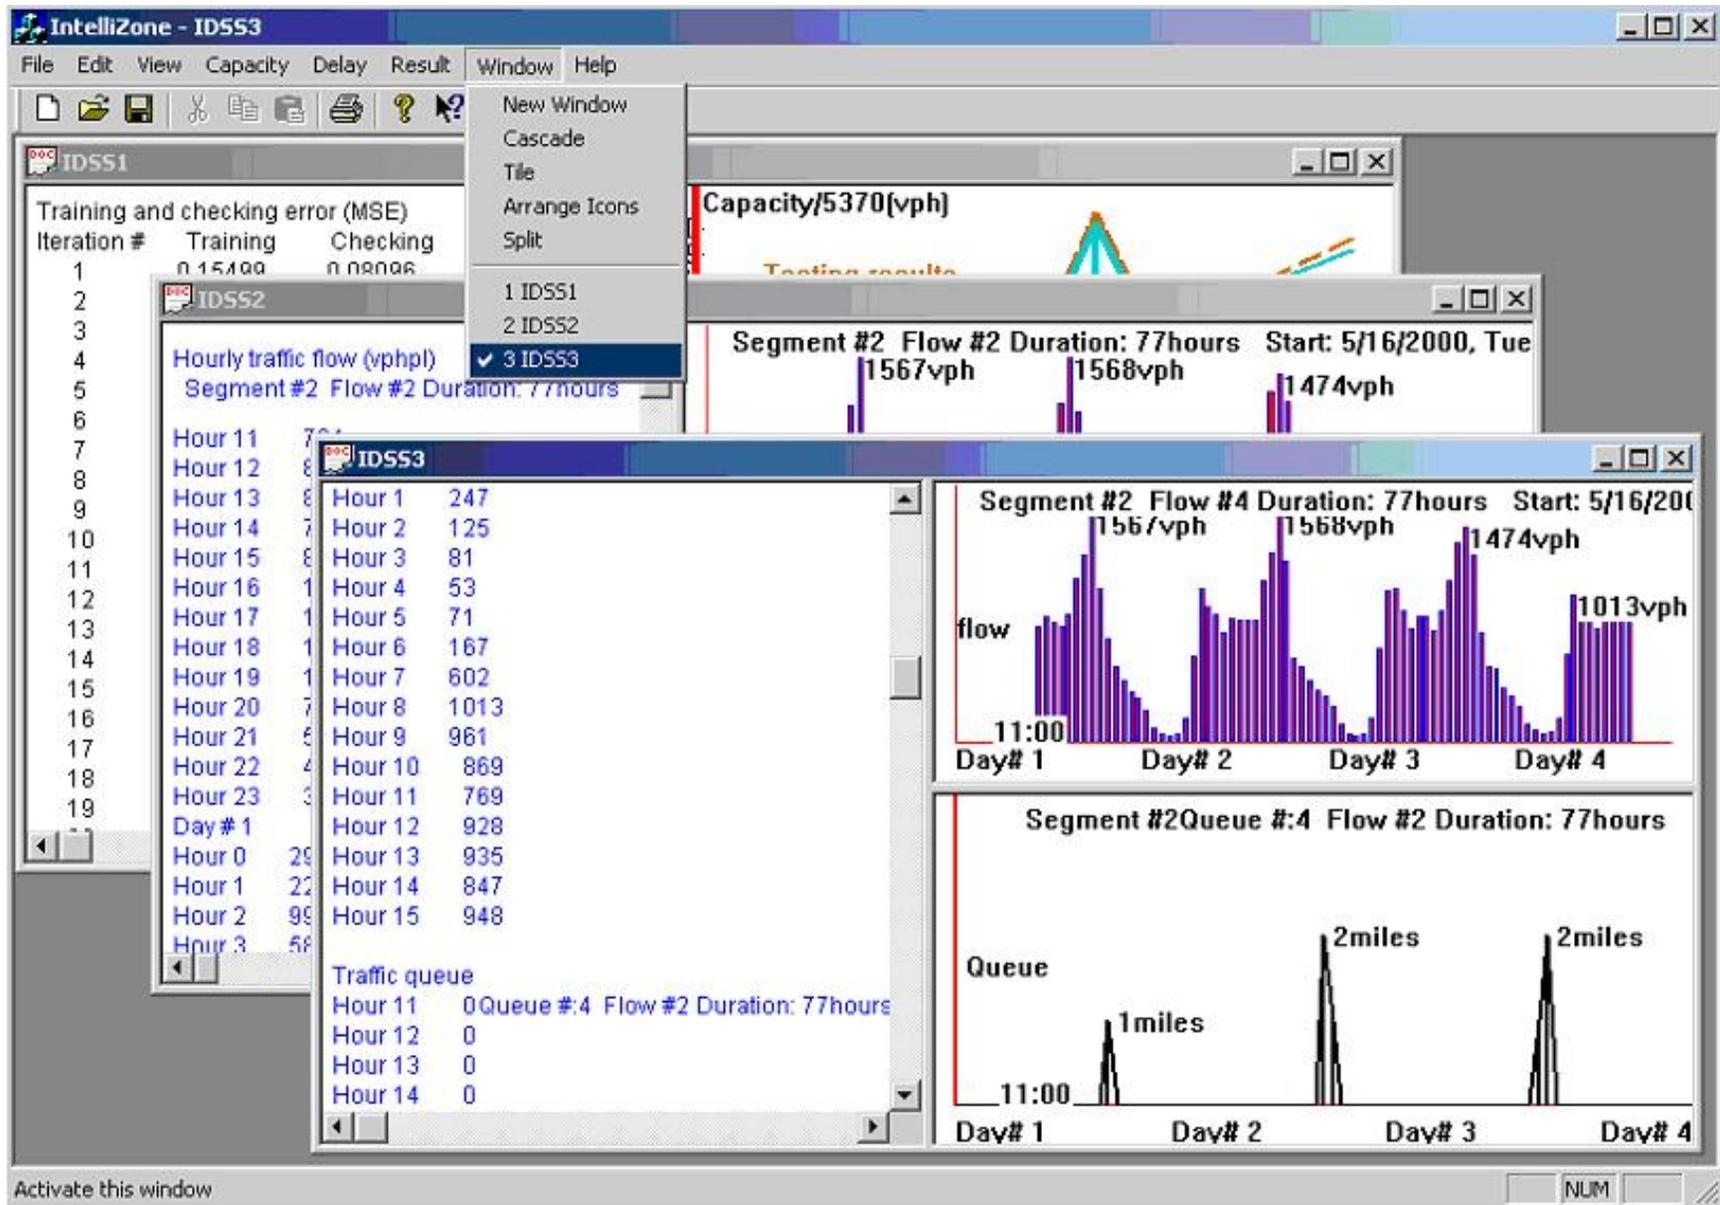 IntelliZone - IDSS3
File Edit View Capacity Delay Result Window Help
New Window
Cascade
Tile
Arrange Icons
Split
1 IDSS1
2 IDSS2
3 IDSS3
IDSS1
Training and checking error (MSE)
Iteration # Training Checking
1 0.15499 0.08096
2
3
4
5
6
7
8
9
10
11
12
13
14
15
16
17
18
19
Capacity/5370(vph)
Testing results
IDSS2
Hourly traffic flow (vphpl)
Segment #2 Flow #2 Duration: 77hours
Hour 11
Hour 12
Hour 13
Hour 14
Hour 15
Hour 16
Hour 17
Hour 18
Hour 19
Hour 20
Hour 21
Hour 22
Hour 23
Day # 1
Hour 0
Hour 1
Hour 2
Hour 3
Segment #2 Flow #2 Duration: 77hours Start: 5/16/2000, Tue
1567vph
1568vph
1474vph
IDSS3
Hour 1 247
Hour 2 125
Hour 3 81
Hour 4 53
Hour 5 71
Hour 6 167
Hour 7 602
Hour 8 1013
Hour 9 961
Hour 10 869
Hour 11 769
Hour 12 928
Hour 13 935
Hour 14 847
Hour 15 948
Traffic queue
Hour 11 0Queue #:4 Flow #2 Duration: 77hours
Hour 12 0
Hour 13 0
Hour 14 0
Segment #2 Flow #4 Duration: 77hours Start: 5/16/200
1567vph
1568vph
1474vph
1013vph
flow
11:00
Day# 1 Day# 2 Day# 3 Day# 4
Segment #2Queue #:4 Flow #2 Duration: 77hours
2miles
2miles
Queue
1miles
11:00
Day# 1 Day# 2 Day# 3 Day# 4
Activate this window
NUM